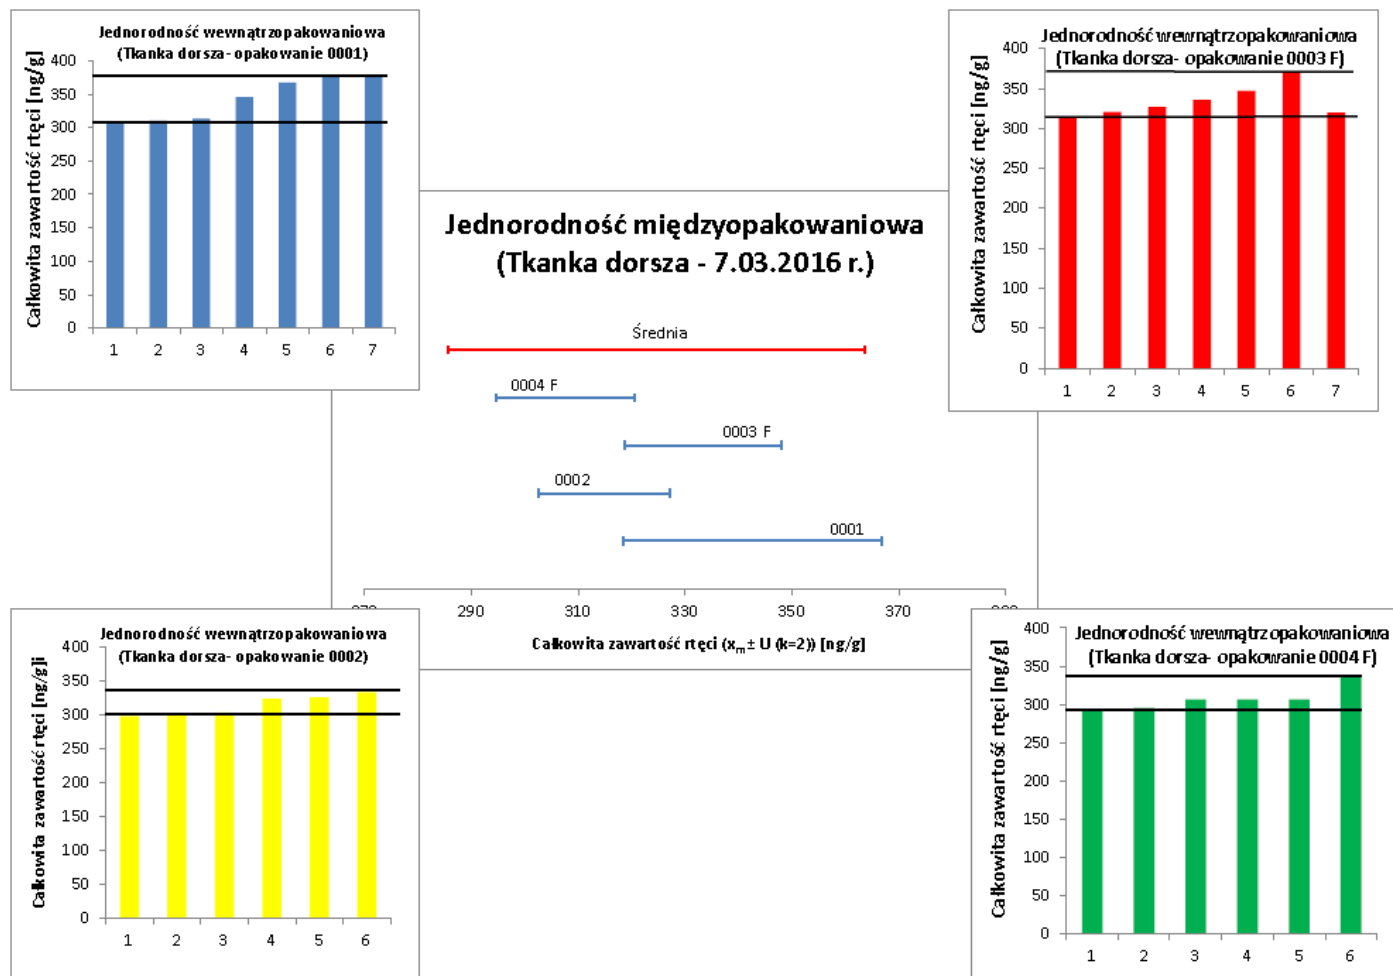 Jednorodność wewnątrzopakowaniowa
(Tkanka dorsza- opakowanie 0001)
Całkowita zawartość rtęci [ng/g]
400
350
300
250
200
150
100
50
0
1 2 3 4 5 6 7
Jednorodność wewnątrzopakowaniowa
(Tkanka dorsza- opakowanie 0003 F)
Całkowita zawartość rtęci [ng/g]
400
350
300
250
200
150
100
50
0
1 2 3 4 5 6 7
Jednorodność międzyopakowaniowa
(Tkanka dorsza - 7.03.2016 r.)
Średnia
0004 F
0003 F
0002
0001
290 310 330 350 370
Całkowita zawartość rtęci (xm ± U (k=2)) [ng/g]
Jednorodność wewnątrzopakowaniowa
(Tkanka dorsza- opakowanie 0002)
Całkowita zawartość rtęci [ng/g]i
400
350
300
250
200
150
100
50
0
1 2 3 4 5 6
Jednorodność wewnątrzopakowaniowa
(Tkanka dorsza- opakowanie 0004 F)
Całkowita zawartość rtęci [ng/g]
400
350
300
250
200
150
100
50
0
1 2 3 4 5 6